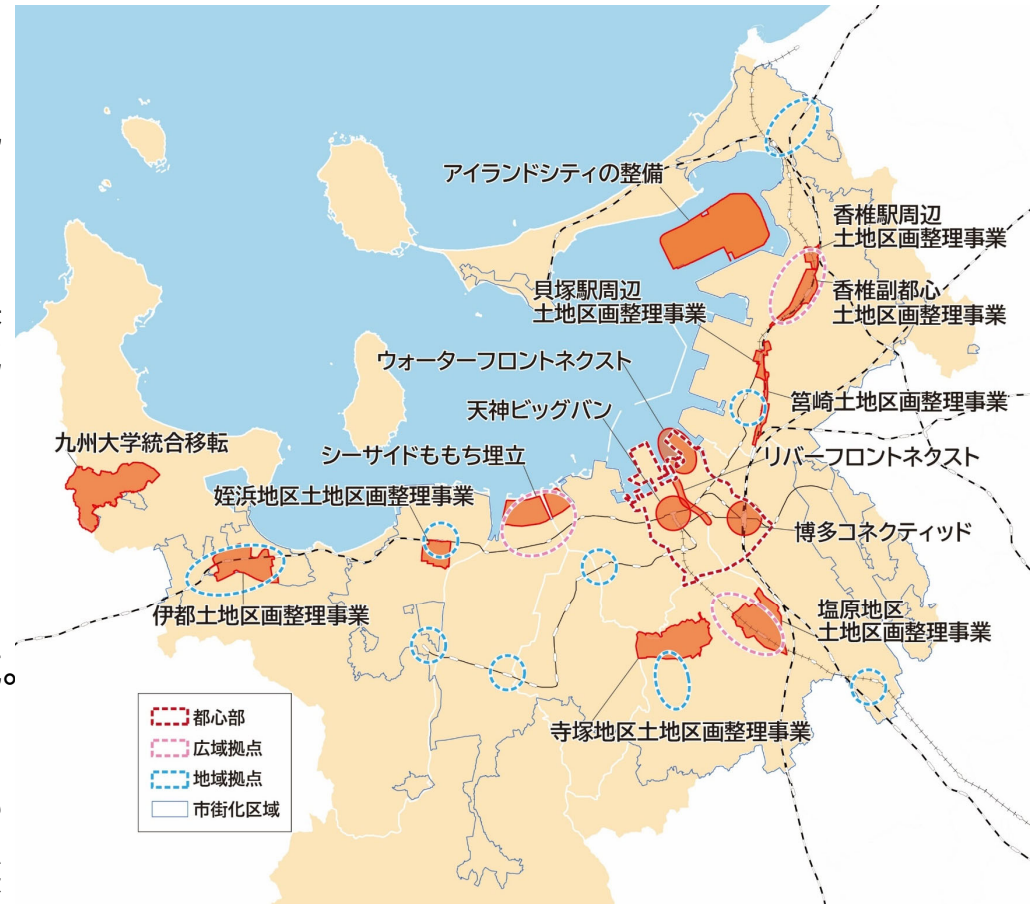 アイランドシティの整備
香椎駅周辺
土地区画整理事業
貝塚駅周辺
土地区画整理事業
香椎副都心
土地区画整理事業
ウォーターフロントネクスト
天神ビッグバン
筥崎土地区画整理事業
九州大学統合移転
シーサイドももち埋立
リバーフロントネクスト
姪浜地区土地区画整理事業
博多コネクティッド
伊都土地区画整理事業
塩原地区
土地区画整理事業
寺塚地区土地区画整理事業
都心部
広域拠点
地域拠点
市街化区域